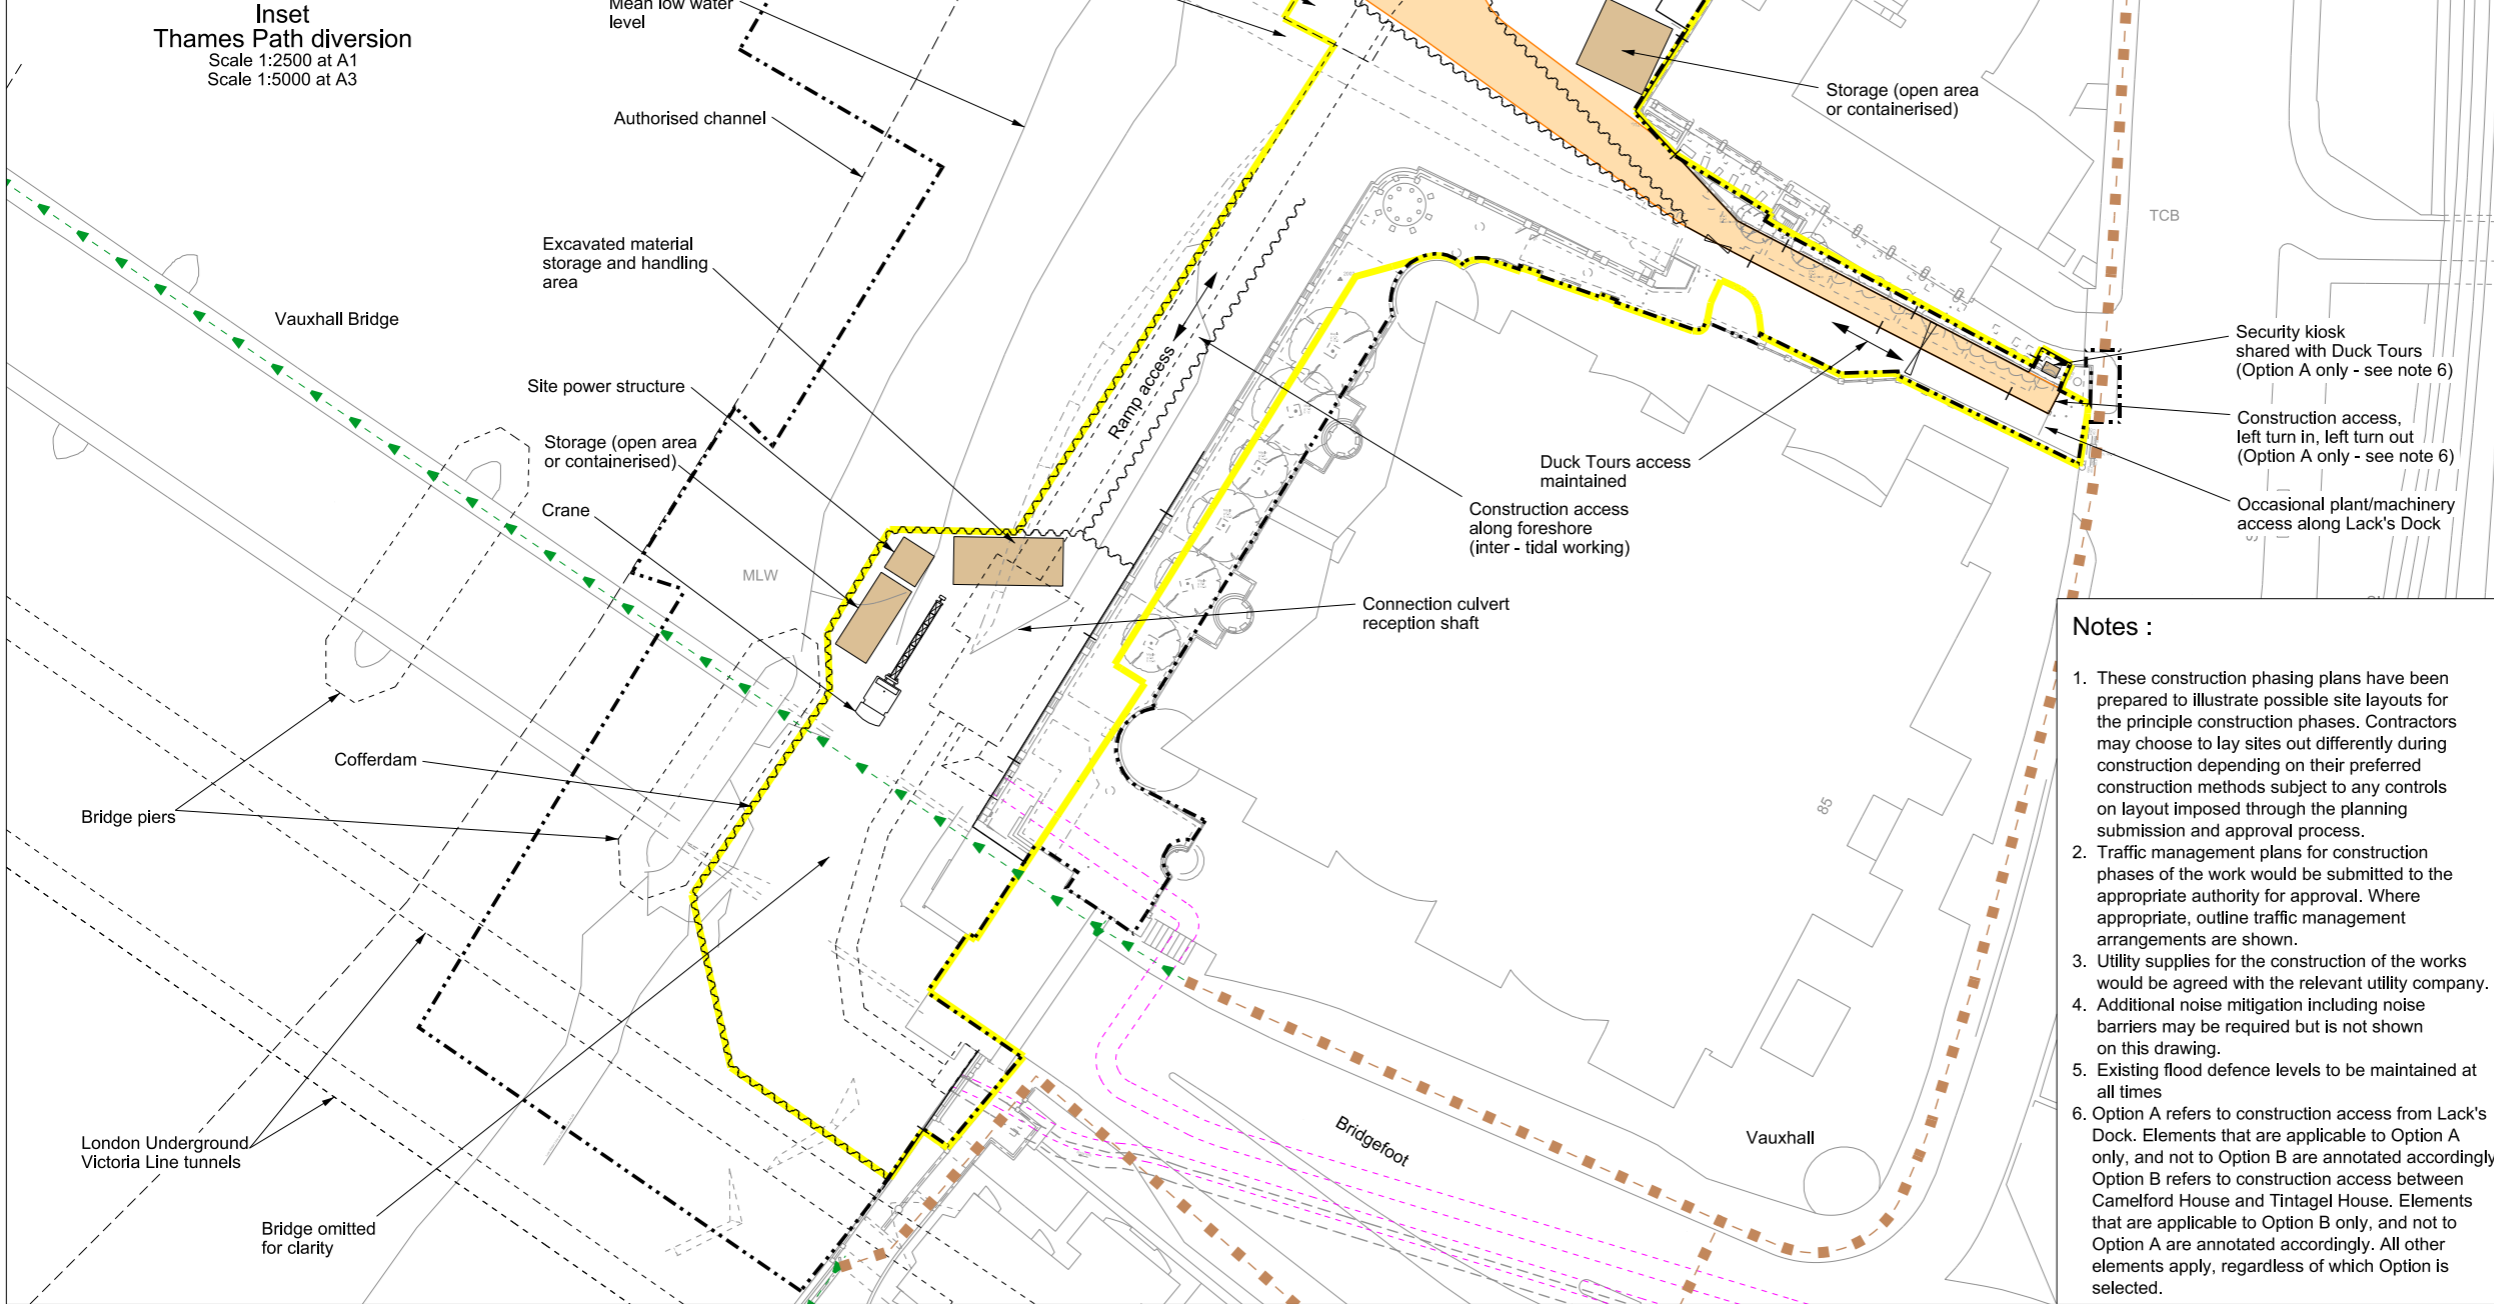 Inset
Thames Path diversion
Scale 1:2500 at A1
Scale 1:5000 at A3
Mean low water
level
Authorised channel
Excavated material
storage and handling
area
Vauxhall Bridge
Site power structure
Storage (open area
or containerised)
Crane
MLW
Cofferdam
Bridge piers
London Underground
Victoria Line tunnels
Bridge omitted
for clarity
Ramp access
Storage (open area
or containerised)
TCB
Security kiosk
shared with Duck Tours
(Option A only - see note 6)
Construction access,
left turn in, left turn out
(Option A only - see note 6)
Occasional plant/machinery
access along Lack's Dock
Duck Tours access
maintained
Construction access
along foreshore
(inter - tidal working)
Connection culvert
reception shaft
85
Bridgefoot
Vauxhall
Notes :
1. These construction phasing plans have been
prepared to illustrate possible site layouts for
the principle construction phases. Contractors
may choose to lay sites out differently during
construction depending on their preferred
construction methods subject to any controls
on layout imposed through the planning
submission and approval process.
2. Traffic management plans for construction
phases of the work would be submitted to the
appropriate authority for approval. Where
appropriate, outline traffic management
arrangements are shown.
3. Utility supplies for the construction of the works
would be agreed with the relevant utility company.
4. Additional noise mitigation including noise
barriers may be required but is not shown
on this drawing.
5. Existing flood defence levels to be maintained at
all times
6. Option A refers to construction access from Lack's
Dock. Elements that are applicable to Option A
only, and not to Option B are annotated accordingly
Option B refers to construction access between
Camelford House and Tintagel House. Elements
that are applicable to Option B only, and not to
Option A are annotated accordingly. All other
elements apply, regardless of which Option is
selected.